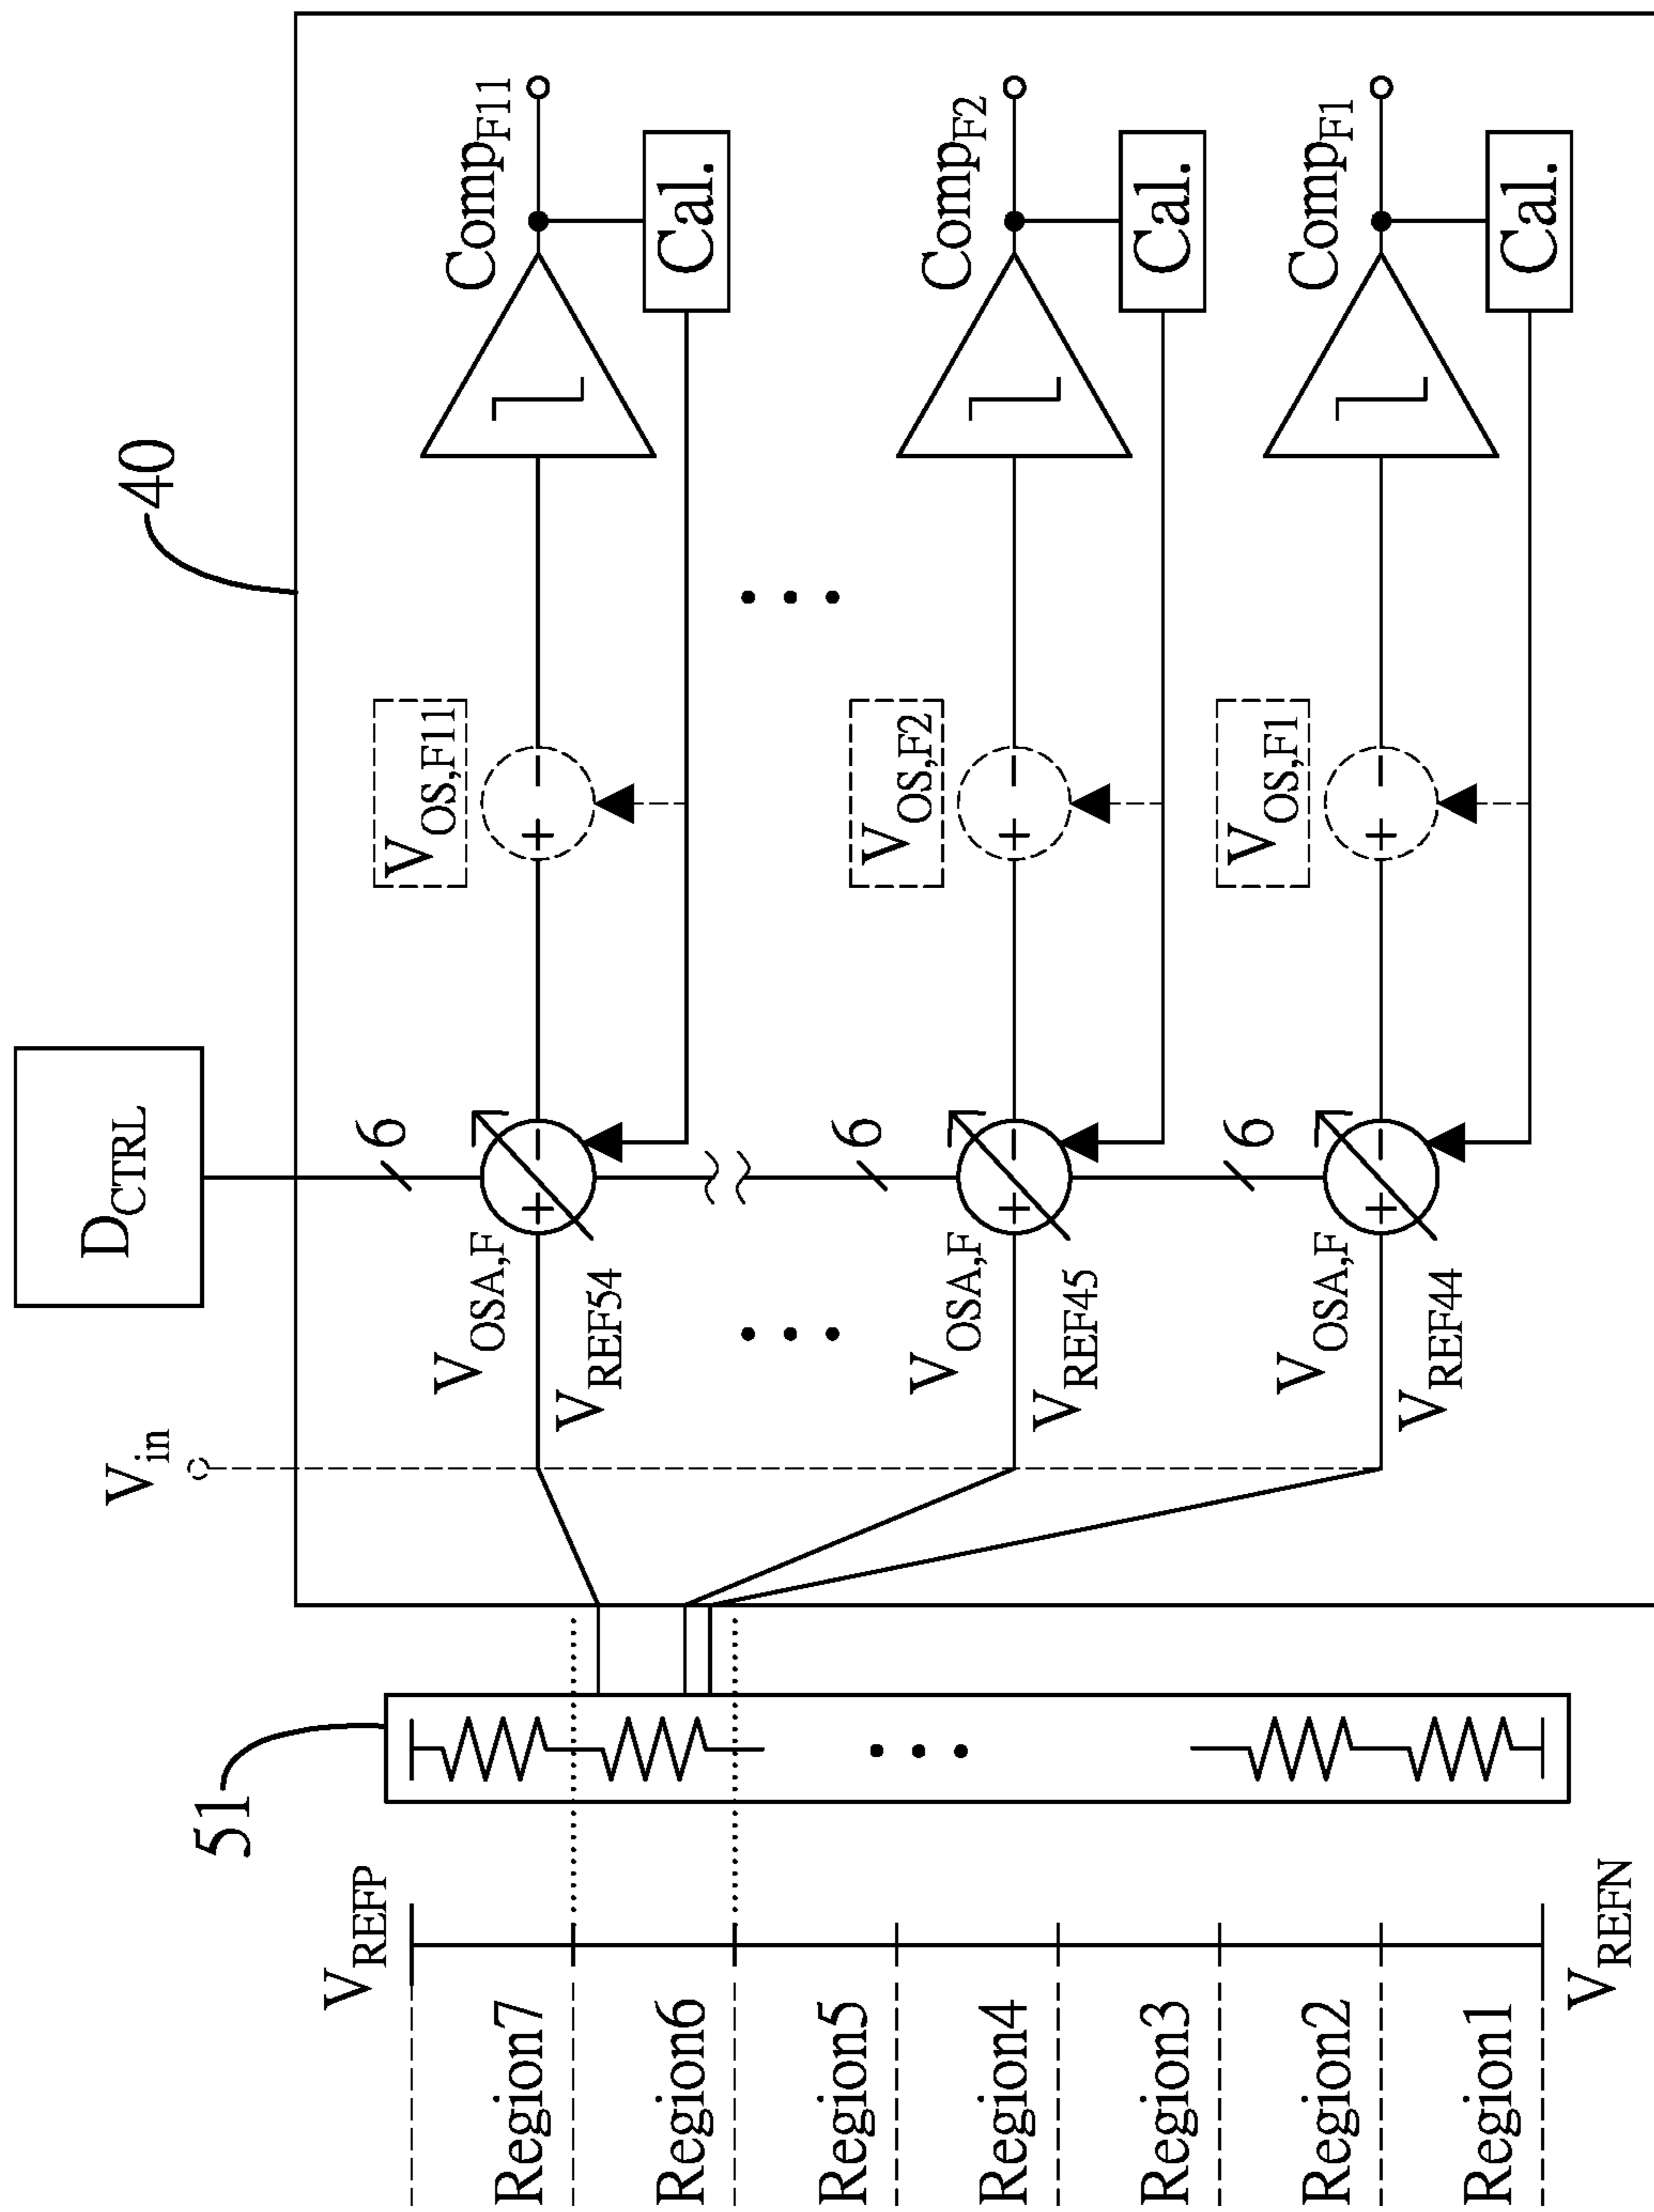 40
D_CTRL
V_in
51
V_REFP
Region7
Region6
Region5
Region4
Region3
Region2
Region1
V_REFN
V_OSA,F
V_REF54
6
+ −
V_OS,F11
+ −
Comp_F11
Cal.
V_OSA,F
V_REF45
6
+ −
V_OS,F2
+ −
Comp_F2
Cal.
V_OSA,F
V_REF44
6
+ −
V_OS,F1
+ −
Comp_F1
Cal.